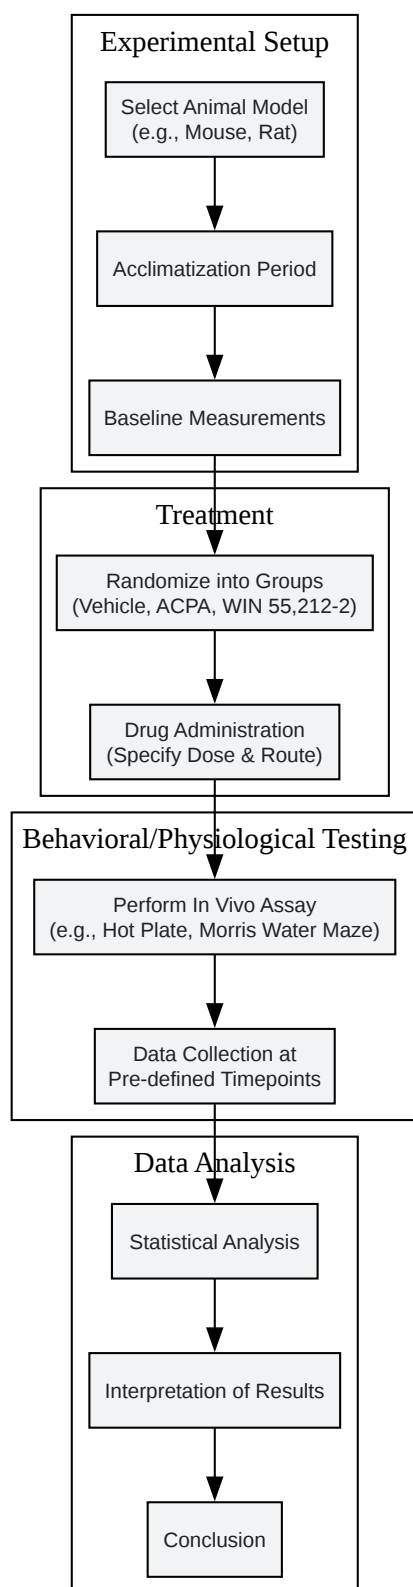 Experimental Setup
Select Animal Model
(e.g., Mouse, Rat)
Acclimatization Period
Baseline Measurements
Treatment
Randomize into Groups
(Vehicle, ACPA, WIN 55,212-2)
Drug Administration
(Specify Dose & Route)
Behavioral/Physiological Testing
Perform In Vivo Assay
(e.g., Hot Plate, Morris Water Maze)
Data Collection at
Pre-defined Timepoints
Data Analysis
Statistical Analysis
Interpretation of Results
Conclusion